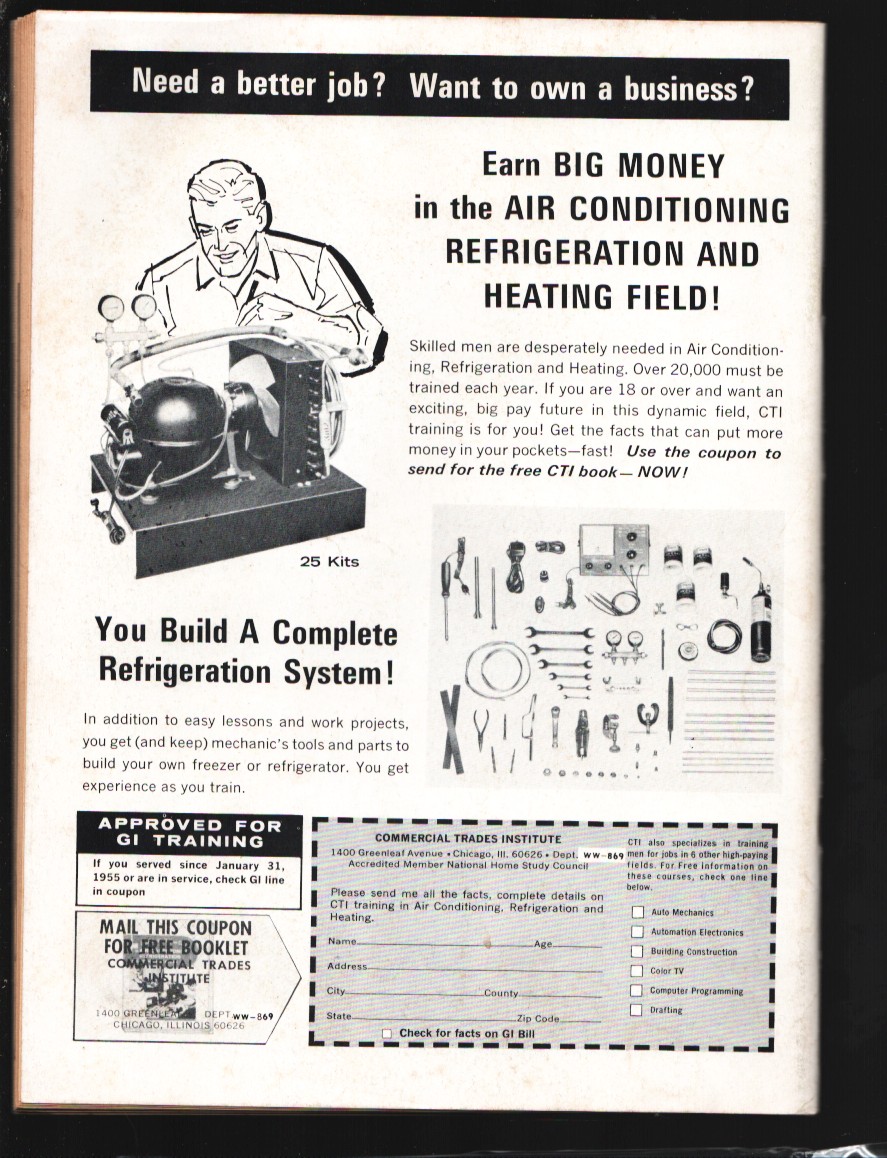 Need a better job? Want to own a business?
Earn BIG MONEY
in the AIR CONDITIONING
REFRIGERATION AND
HEATING FIELD!
Skilled men are desperately needed in Air Condition-
ing, Refrigeration and Heating. Over 20,000 must be
trained each year. If you are 18 or over and want an
exciting, big pay future in this dynamic field, CTI
training is for you! Get the facts that can put more
money in your pockets—fast! Use the coupon to
send for the free CTI book— NOW!
25 Kits
You Build A Complete
Refrigeration System!
In addition to easy lessons and work projects,
you get (and keep) mechanic's tools and parts to
build your own freezer or refrigerator. You get
experience as you train.
APPROVED FOR
GI TRAINING
If you served since January 31,
1955 or are in service, check GI line
in coupon
MAIL THIS COUPON
FOR FREE BOOKLET
COMMERCIAL TRADES
INSTITUTE
1400 GREENLEAF DEPT. WW-869
CHICAGO, ILLINOIS 60626
COMMERCIAL TRADES INSTITUTE
1400 Greenleaf Avenue • Chicago, Ill. 60626 • Dept. WW-869
Accredited Member National Home Study Council
Please send me all the facts, complete details on
CTI training in Air Conditioning, Refrigeration and
Heating.
Name Age
Address
City County
State Zip Code
Check for facts on GI Bill
CTI also specializes in training
men for jobs in 6 other high-paying
fields. For Free information on
these courses, check one line
below.
Auto Mechanics
Automation Electronics
Building Construction
Color TV
Computer Programming
Drafting